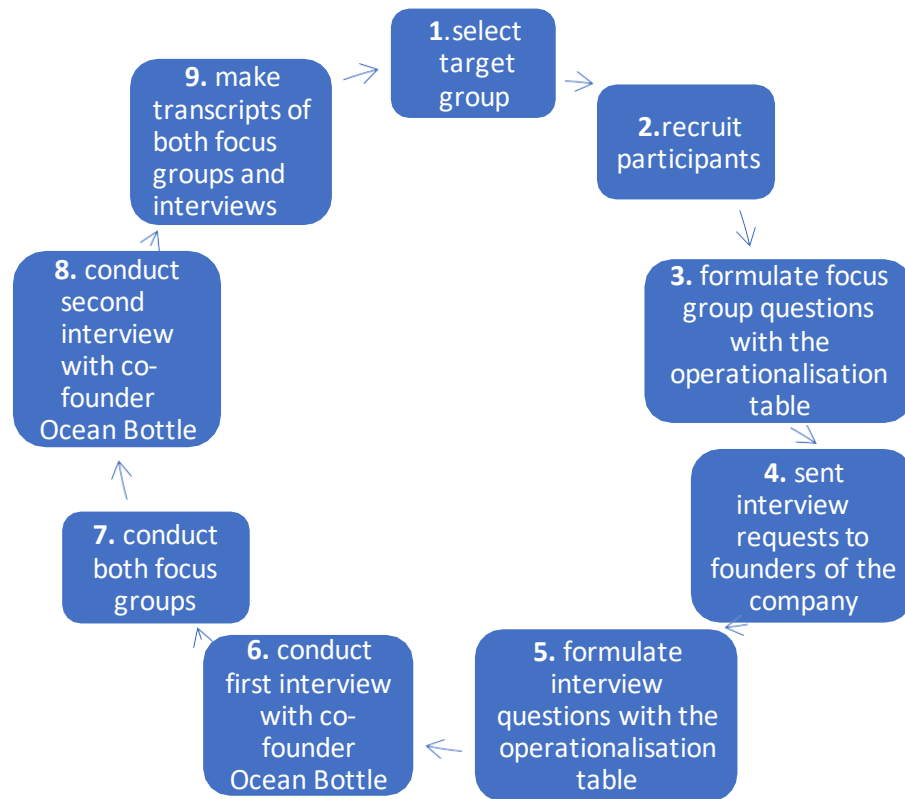 1.select
target
group
2.recruit
participants
3. formulate focus
group questions
with the
operationalisation
table
4. sent
interview
requests to
founders of the
company
5. formulate
interview
questions with the
operationalisation
table
6. conduct
first interview
with co-
founder
Ocean Bottle
7. conduct
both focus
groups
8. conduct
second
interview
with co-
founder
Ocean Bottle
9. make
transcripts of
both focus
groups and
interviews